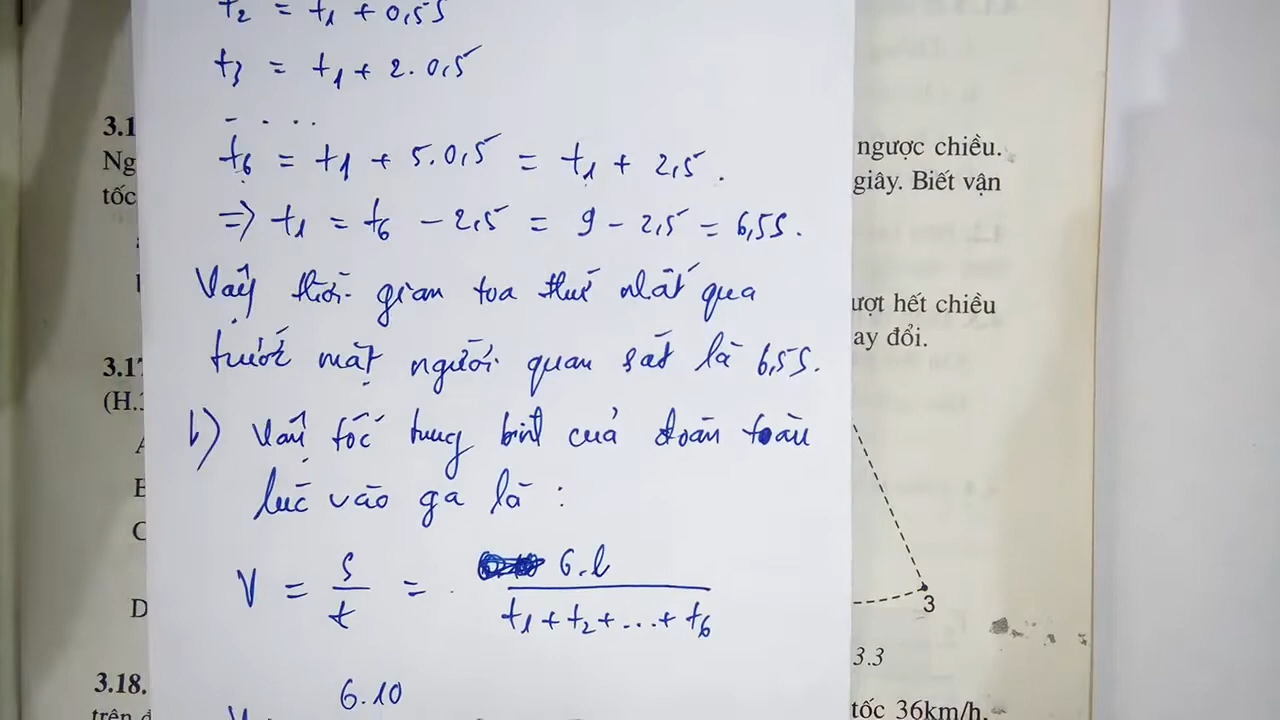 t2 = t1 + 0,5s
t3 = t1 + 2.0,5
- . . . .
t6 = t1 + 5.0,5 = t1 + 2,5.
=> t1 = t6 - 2,5 = 9 - 2,5 = 6,5s.
Vậy thời gian toa thứ nhất qua
trước mặt người quan sát là 6,5s.
b) Vận tốc trung bình của đoàn toàu
lúc vào ga là :
V = s/t = 6.l / (t1 + t2 + ... + t6)
6.10
3.1
Ng
tốc
ngược chiều.
giây. Biết vận
ượt hết chiều
ay đổi.
3.17
(H.
D
3
3.3
3.18.
trên đ
tốc 36km/h.